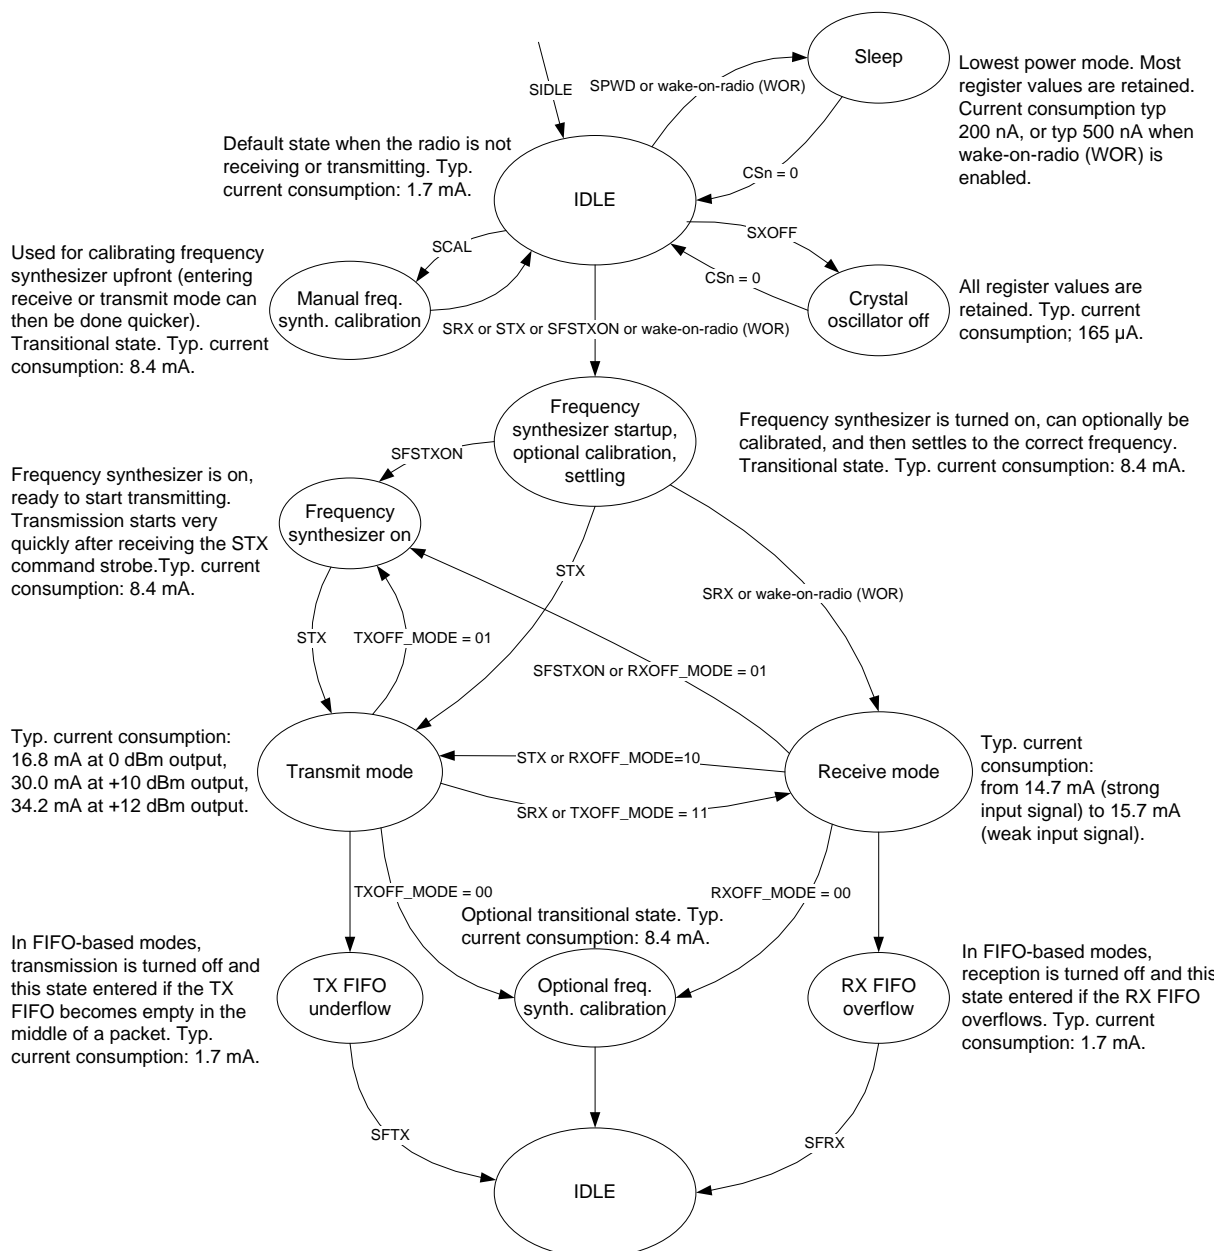 Sleep
Lowest power mode. Most
register values are retained.
Current consumption typ
200 nA, or typ 500 nA when
wake-on-radio (WOR) is
enabled.
SPWD or wake-on-radio (WOR)
SIDLE
Default state when the radio is not
receiving or transmitting. Typ.
current consumption: 1.7 mA.
CSn = 0
IDLE
SXOFF
SCAL
CSn = 0
Used for calibrating frequency
synthesizer upfront (entering
receive or transmit mode can
then be done quicker).
Transitional state. Typ. current
consumption: 8.4 mA.
Manual freq.
synth. calibration
Crystal
oscillator off
All register values are
retained. Typ. current
consumption; 165 µA.
SRX or STX or SFSTXON or wake-on-radio (WOR)
Frequency
synthesizer startup,
optional calibration,
settling
Frequency synthesizer is turned on, can optionally be
calibrated, and then settles to the correct frequency.
Transitional state. Typ. current consumption: 8.4 mA.
SFSTXON
Frequency synthesizer is on,
ready to start transmitting.
Transmission starts very
quickly after receiving the STX
command strobe.Typ. current
consumption: 8.4 mA.
Frequency
synthesizer on
STX
SRX or wake-on-radio (WOR)
STX
TXOFF_MODE = 01
SFSTXON or RXOFF_MODE = 01
Typ. current consumption:
16.8 mA at 0 dBm output,
30.0 mA at +10 dBm output,
34.2 mA at +12 dBm output.
Transmit mode
STX or RXOFF_MODE=10
SRX or TXOFF_MODE = 11
Receive mode
Typ. current
consumption:
from 14.7 mA (strong
input signal) to 15.7 mA
(weak input signal).
TXOFF_MODE = 00
RXOFF_MODE = 00
Optional transitional state. Typ.
current consumption: 8.4 mA.
In FIFO-based modes,
transmission is turned off and
this state entered if the TX
FIFO becomes empty in the
middle of a packet. Typ.
current consumption: 1.7 mA.
TX FIFO
underflow
Optional freq.
synth. calibration
RX FIFO
overflow
In FIFO-based modes,
reception is turned off and this
state entered if the RX FIFO
overflows. Typ. current
consumption: 1.7 mA.
SFTX
SFRX
IDLE